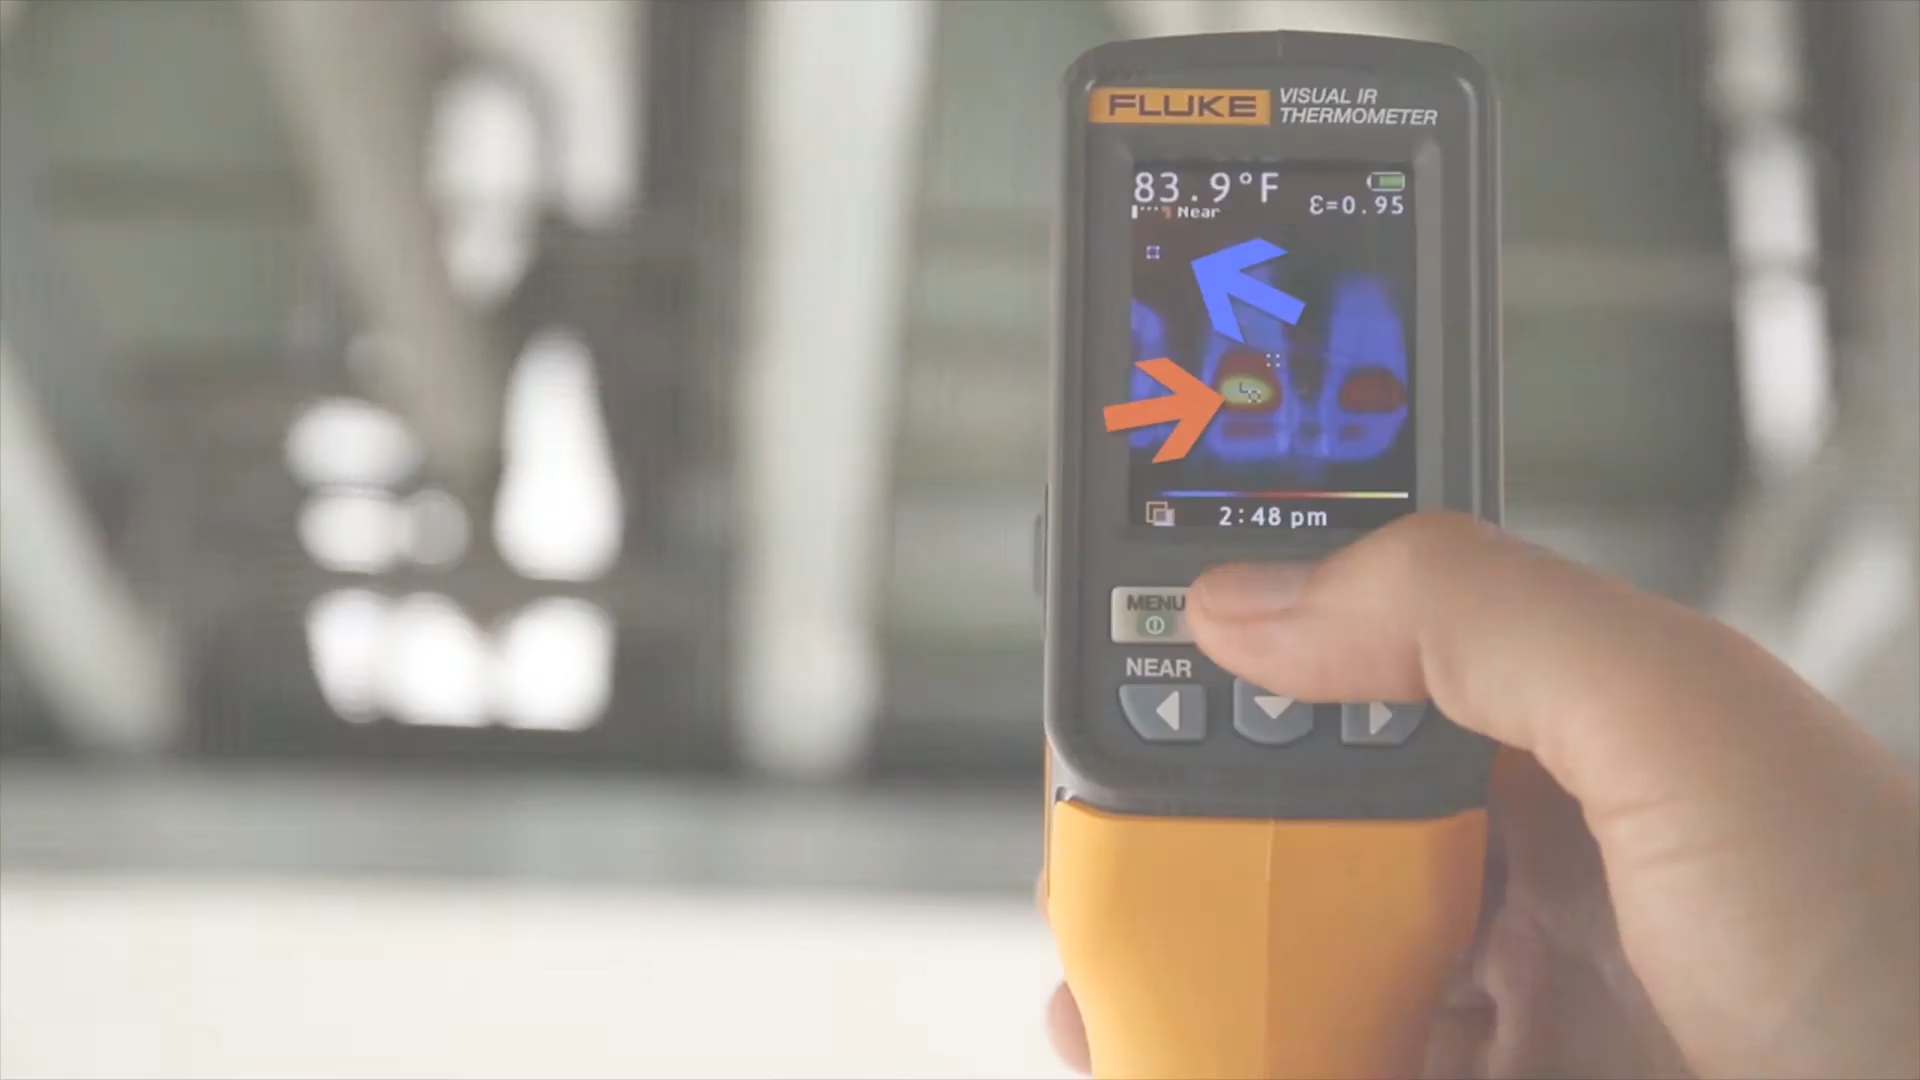 FLUKE
VISUAL IR
THERMOMETER
83.9°F
Near
ε=0.95
2:48 pm
MENU
NEAR